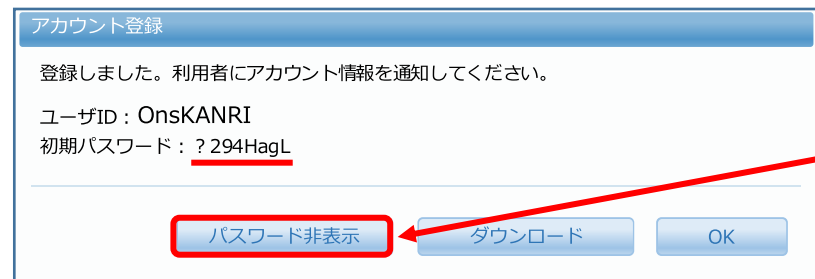 アカウント登録
登録しました。利用者にアカウント情報を通知してください。
ユーザID：OnsKANRI
初期パスワード：？294HagL
パスワード非表示
ダウンロード
OK